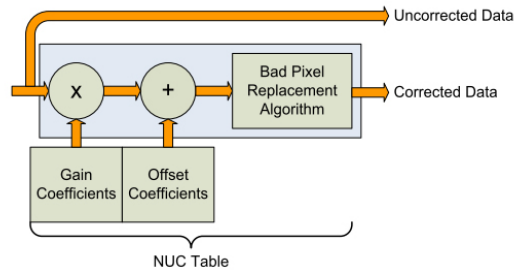 Uncorrected Data
x
+
Bad Pixel
Replacement
Algorithm
Corrected Data
Gain
Coefficients
Offset
Coefficients
NUC Table